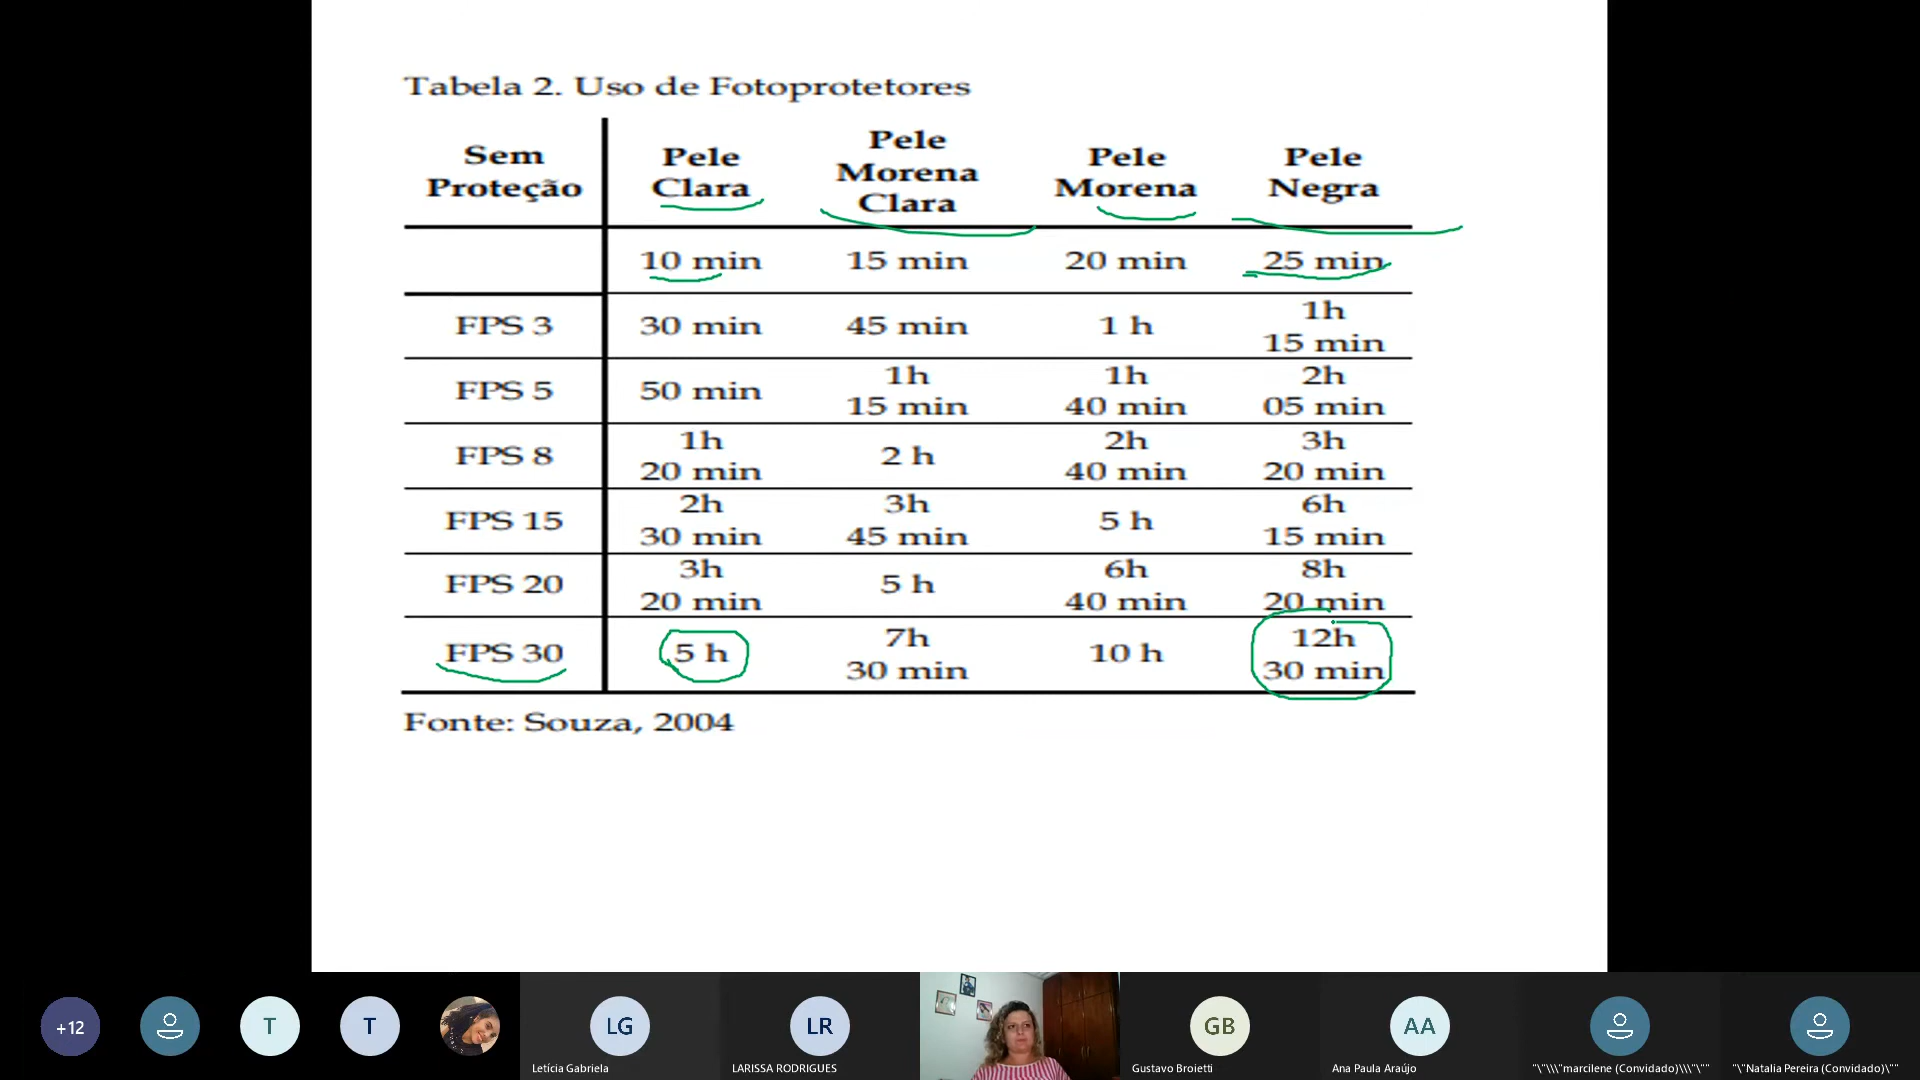 Tabela 2. Uso de Fotoprotetores
Sem Proteção Pele Clara Pele Morena Clara Pele Morena Pele Negra
10 min 15 min 20 min 25 min
FPS 3 30 min 45 min 1 h 1h 15 min
FPS 5 50 min 1h 15 min 1h 40 min 2h 05 min
FPS 8 1h 20 min 2 h 2h 40 min 3h 20 min
FPS 15 2h 30 min 3h 45 min 5 h 6h 15 min
FPS 20 3h 20 min 5 h 6h 40 min 8h 20 min
FPS 30 5 h 7h 30 min 10 h 12h 30 min
Fonte: Souza, 2004
+12 T T LG LR GB AA
Letícia Gabriela LARISSA RODRIGUES Gustavo Broietti Ana Paula Araújo "\"\\\"marcilene (Convidado)\\\"\"" "\"Natalia Pereira (Convidado)\""